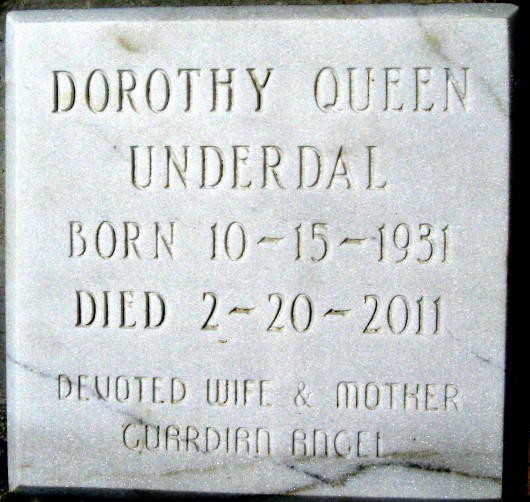 DOROTHY QUEEN
UNDERDAL
BORN 10-15-1931
DIED 2-20-2011
DEVOTED WIFE & MOTHER
GUARDIAN ANGEL